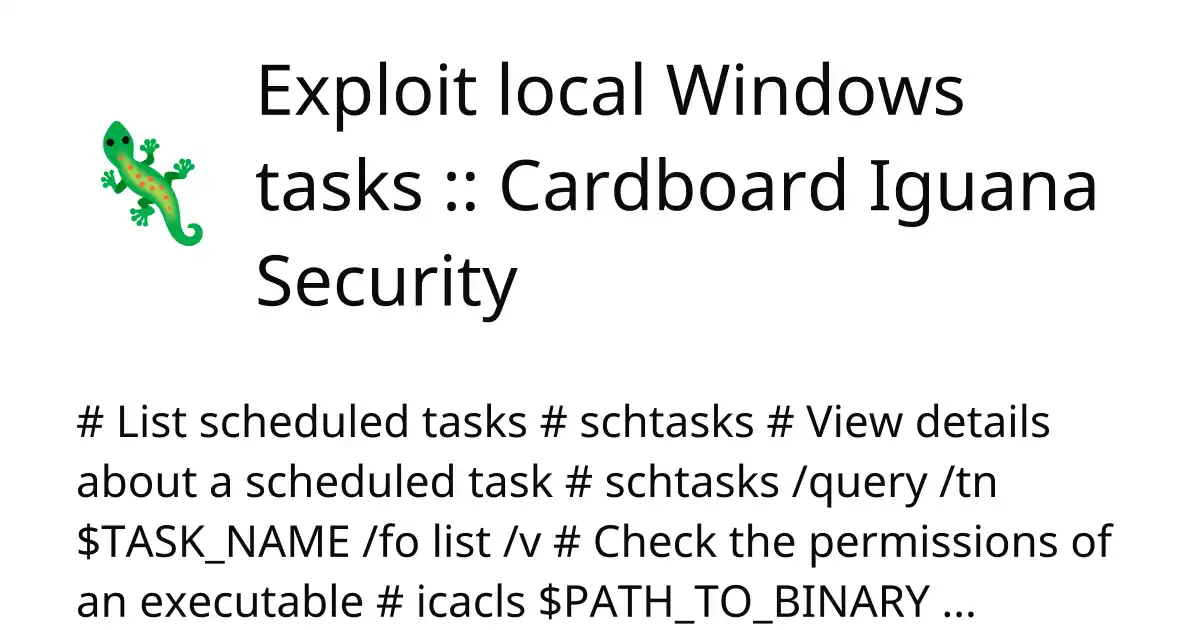 Exploit local Windows
tasks :: Cardboard Iguana
Security
# List scheduled tasks # schtasks # View details
about a scheduled task # schtasks /query /tn
$TASK_NAME /fo list /v # Check the permissions of
an executable # icacls $PATH_TO_BINARY ...